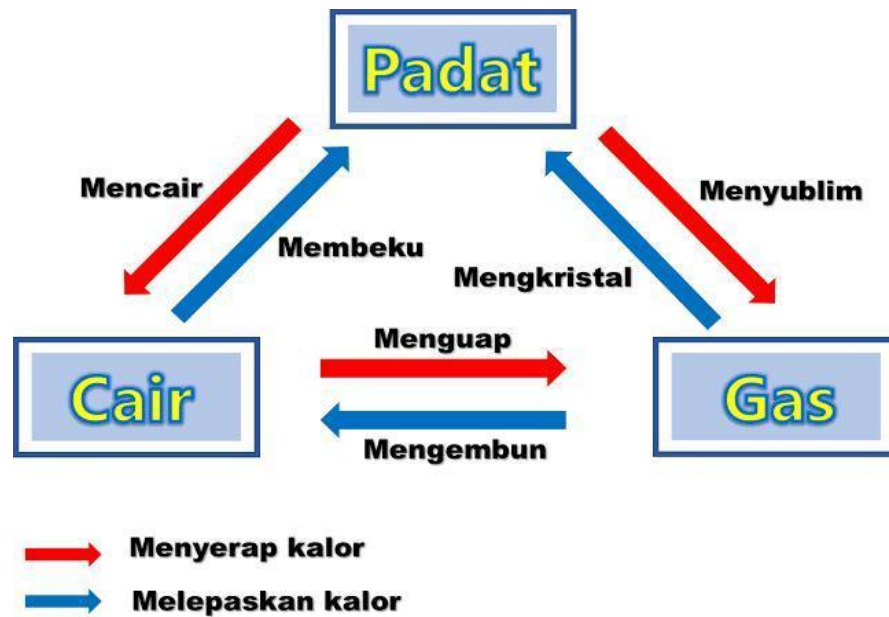 Padat
Mencair
Menyublim
Membeku
Mengkristal
Menguap
Cair
Gas
Mengembun
Menyerap kalor
Melepaskan kalor